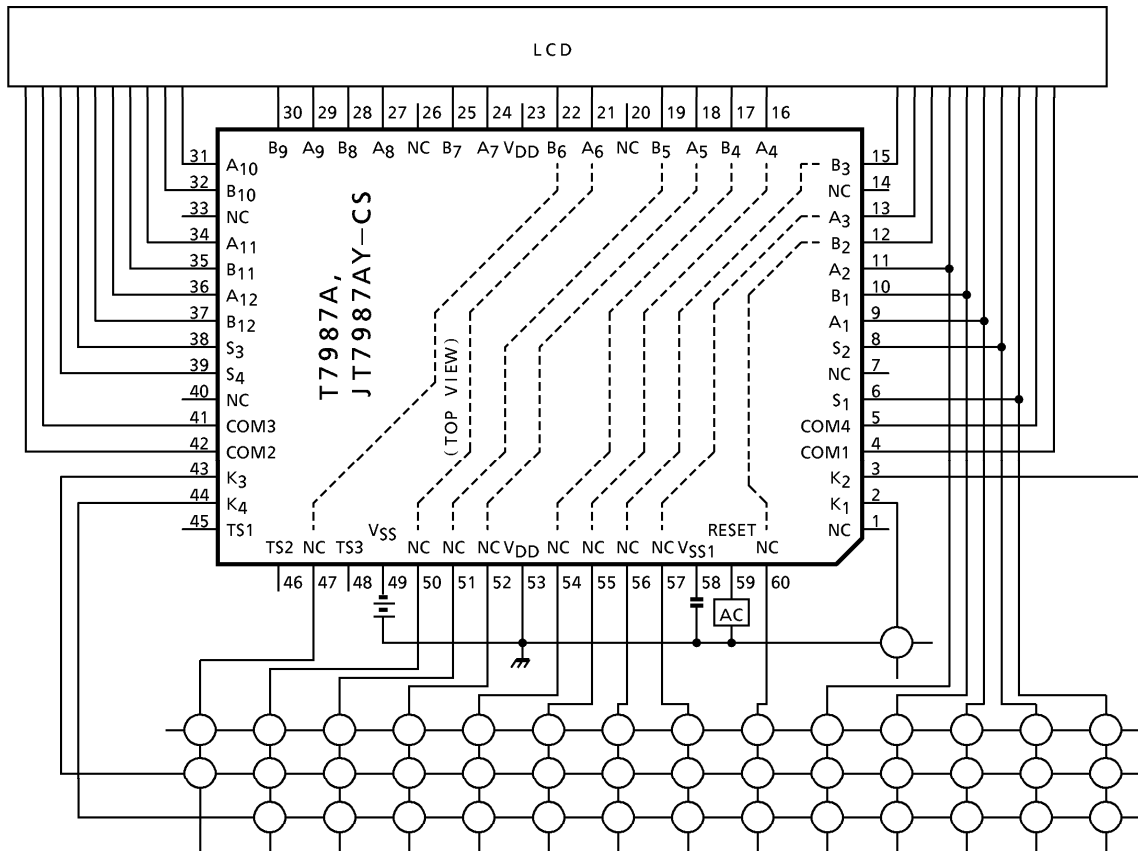 LCD
30 29 28 27 26 25 24 23 22 21 20 19 18 17 16
B9 A9 B8 A8 NC B7 A7 VDD B6 A6 NC B5 A5 B4 A4
31 A10
32 B10
33 NC
34 A11
35 B11
36 A12
37 B12
38 S3
39 S4
40 NC
41 COM3
42 COM2
43 K3
44 K4
45 TS1
T7987A,
JT7987AY-CS
(TOP VIEW)
B3 15
NC 14
A3 13
B2 12
A2 11
B1 10
A1 9
S2 8
NC 7
S1 6
COM4 5
COM1 4
K2 3
K1 2
NC 1
TS2 NC TS3 VSS NC NC NC VDD NC NC NC NC VSS1 RESET NC
46 47 48 49 50 51 52 53 54 55 56 57 58 59 60
AC